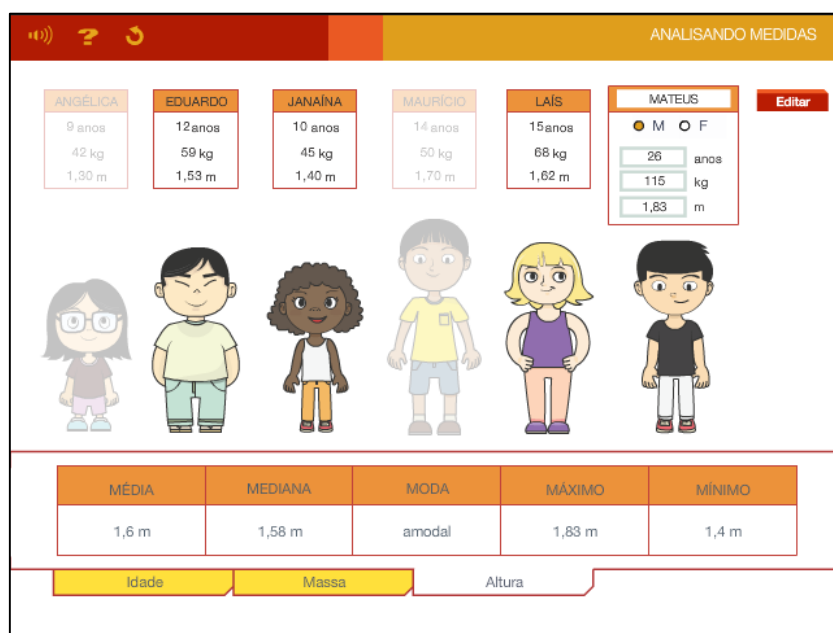 ANALISANDO MEDIDAS
ANGÉLICA
9 anos
42 kg
1,30 m
EDUARDO
12 anos
59 kg
1,53 m
JANAÍNA
10 anos
45 kg
1,40 m
MAURÍCIO
14 anos
50 kg
1,70 m
LAÍS
15 anos
68 kg
1,62 m
MATEUS
M F
26 anos
115 kg
1,83 m
Editar
MÉDIA MEDIANA MODA MÁXIMO MÍNIMO
1,6 m 1,58 m amodal 1,83 m 1,4 m
Idade Massa Altura